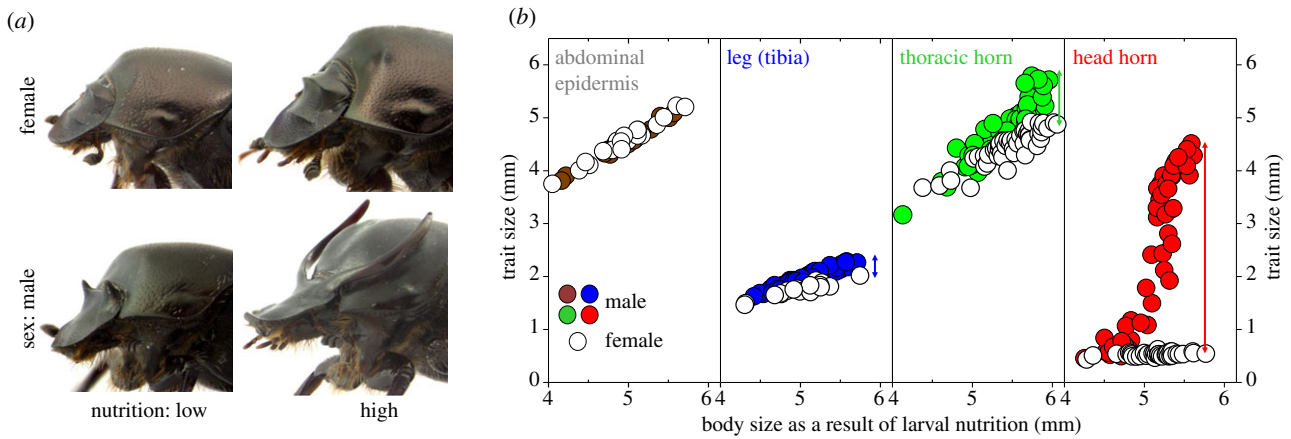 (a)
female
sex: male
nutrition: low
high
(b)
trait size (mm)
6
5
4
3
2
1
0
abdominal
epidermis
male
female
4 5 6
leg (tibia)
4 5 6
thoracic horn
4 5 6
head horn
4 5 6
6
5
4
3
2
1
0
trait size (mm)
body size as a result of larval nutrition (mm)